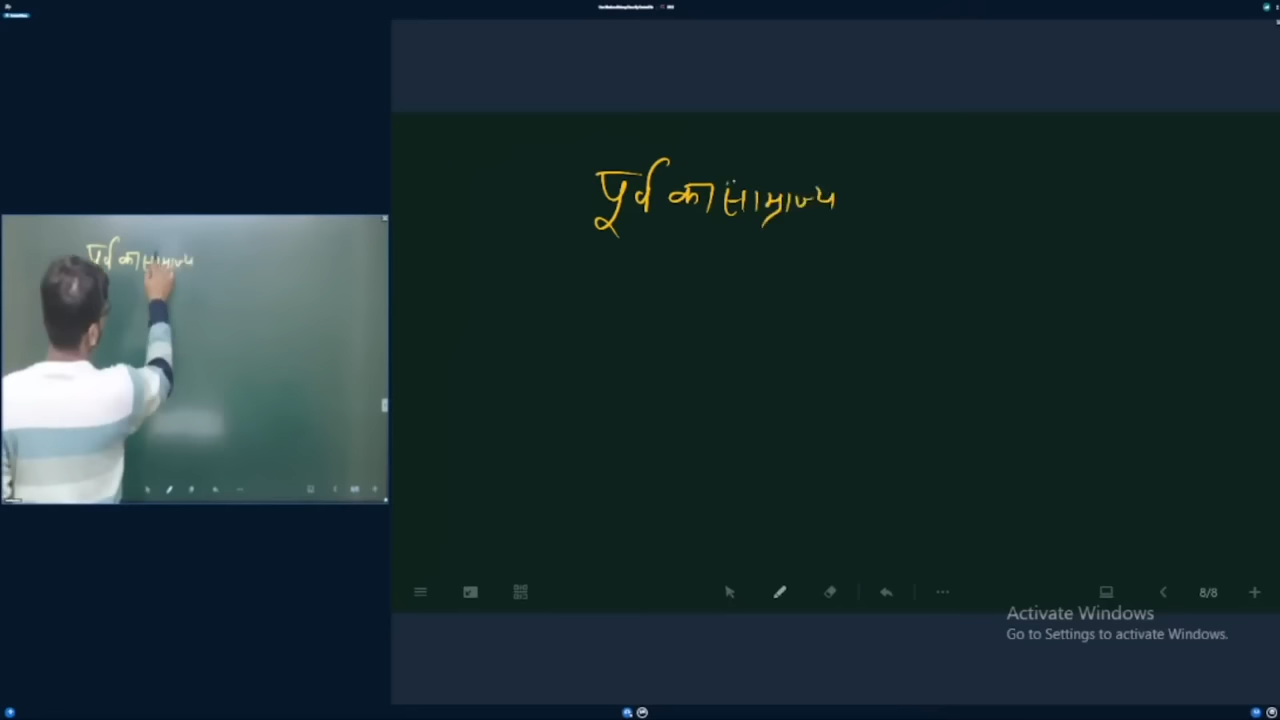 पूर्व का साम्राज्य
पूर्व का साम्राज्य
8/8
Activate Windows
Go to Settings to activate Windows.